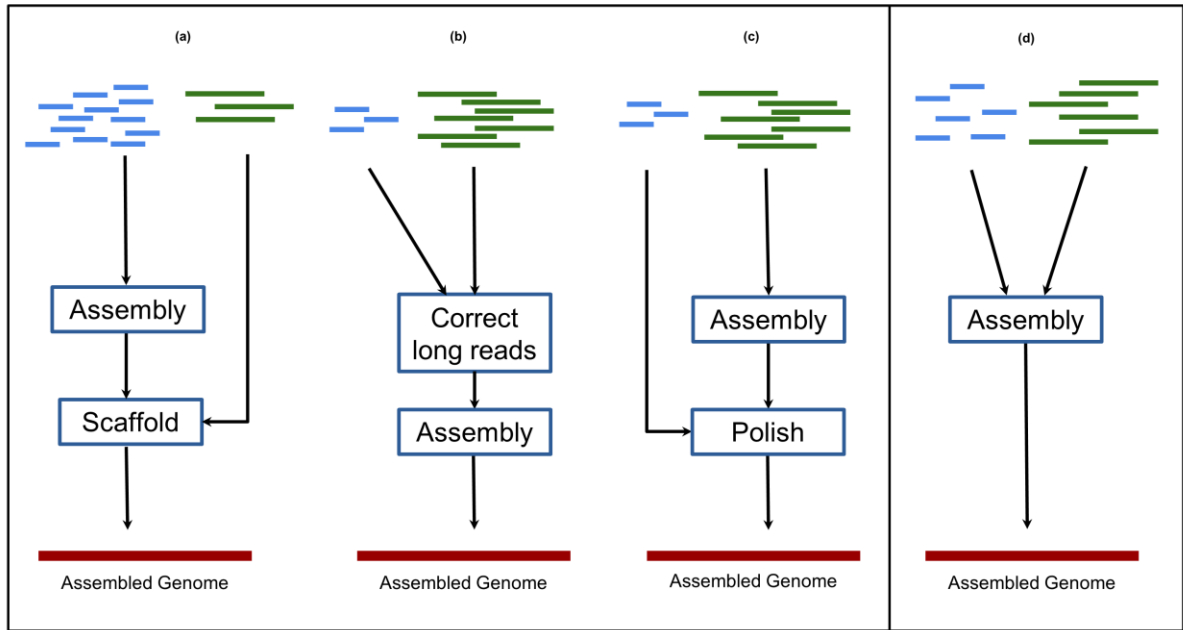 (a)
(b)
(c)
(d)
Assembly
Scaffold
Assembled Genome
Correct
long reads
Assembly
Assembled Genome
Assembly
Polish
Assembled Genome
Assembly
Assembled Genome